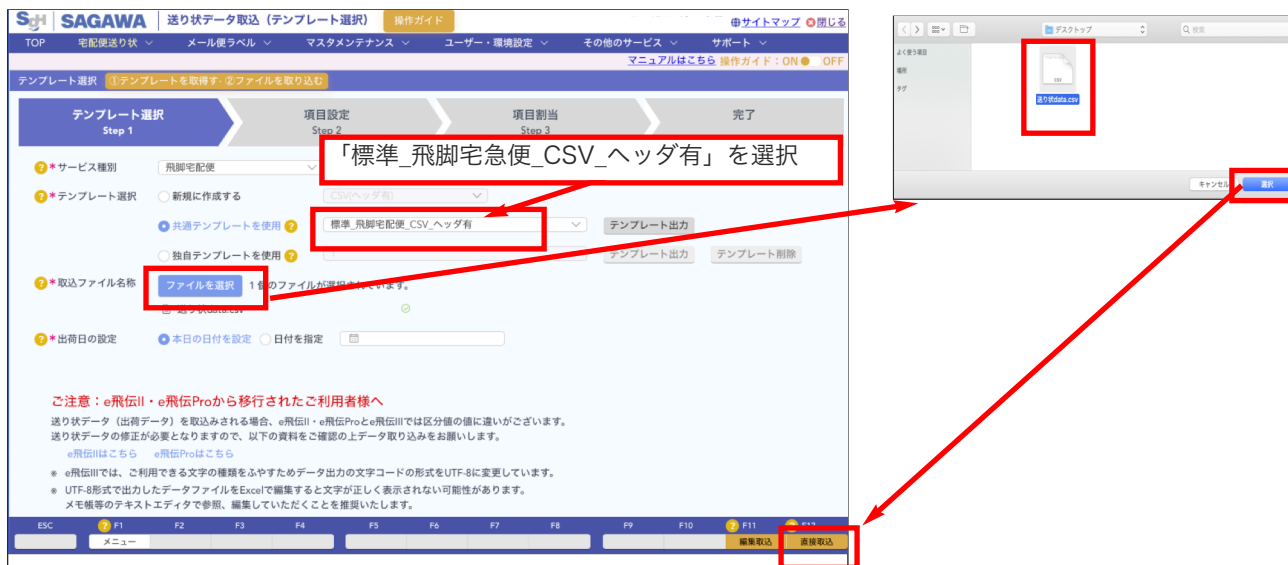 SGH SAGAWA 送り状データ取込（テンプレート選択） 操作ガイド サイトマップ 閉じる
TOP 宅配便送り状 メール便ラベル マスタメンテナンス ユーザー・環境設定 その他のサービス サポート
マニュアルはこちら 操作ガイド：ON OFF
テンプレート選択 ①テンプレートを取得す- ②ファイルを取り込む
テンプレート選択 項目設定 項目割当 完了
Step 1 Step 2 Step 3
「標準_飛脚宅急便_CSV_ヘッダ有」を選択
?*サービス種別 飛脚宅配便
?*テンプレート選択 新規に作成する CSV(ヘッダ有)
共通テンプレートを使用 ? 標準_飛脚宅配便_CSV_ヘッダ有 テンプレート出力
独自テンプレートを使用 ? テンプレート出力 テンプレート削除
?*取込ファイル名称 ファイルを選択 1個のファイルが選択されています。
送り状data.csv
?*出荷日の設定 本日の日付を設定 日付を指定
ご注意：e飛伝II・e飛伝Proから移行されたご利用者様へ
送り状データ（出荷データ）を取込みされる場合、e飛伝II・e飛伝Proとe飛伝IIIでは区分値の値に違いがございます。
送り状データの修正が必要となりますので、以下の資料をご確認の上データ取り込みをお願いします。
e飛伝IIはこちら e飛伝Proはこちら
※ e飛伝IIIでは、ご利用できる文字の種類をふやすためデータ出力の文字コードの形式をUTF-8に変更しています。
※ UTF-8形式で出力したデータファイルをExcelで編集すると文字が正しく表示されない可能性があります。
メモ帳等のテキストエディタで参照、編集していただくことを推奨いたします。
ESC ? F1 F2 F3 F4 F5 F6 F7 F8 F9 F10 ? F11 ? F12
メニュー 編集取込 直接取込
デスクトップ 検索
よく使う項目
場所
タグ
CSV
送り状data.csv
キャンセル 選択